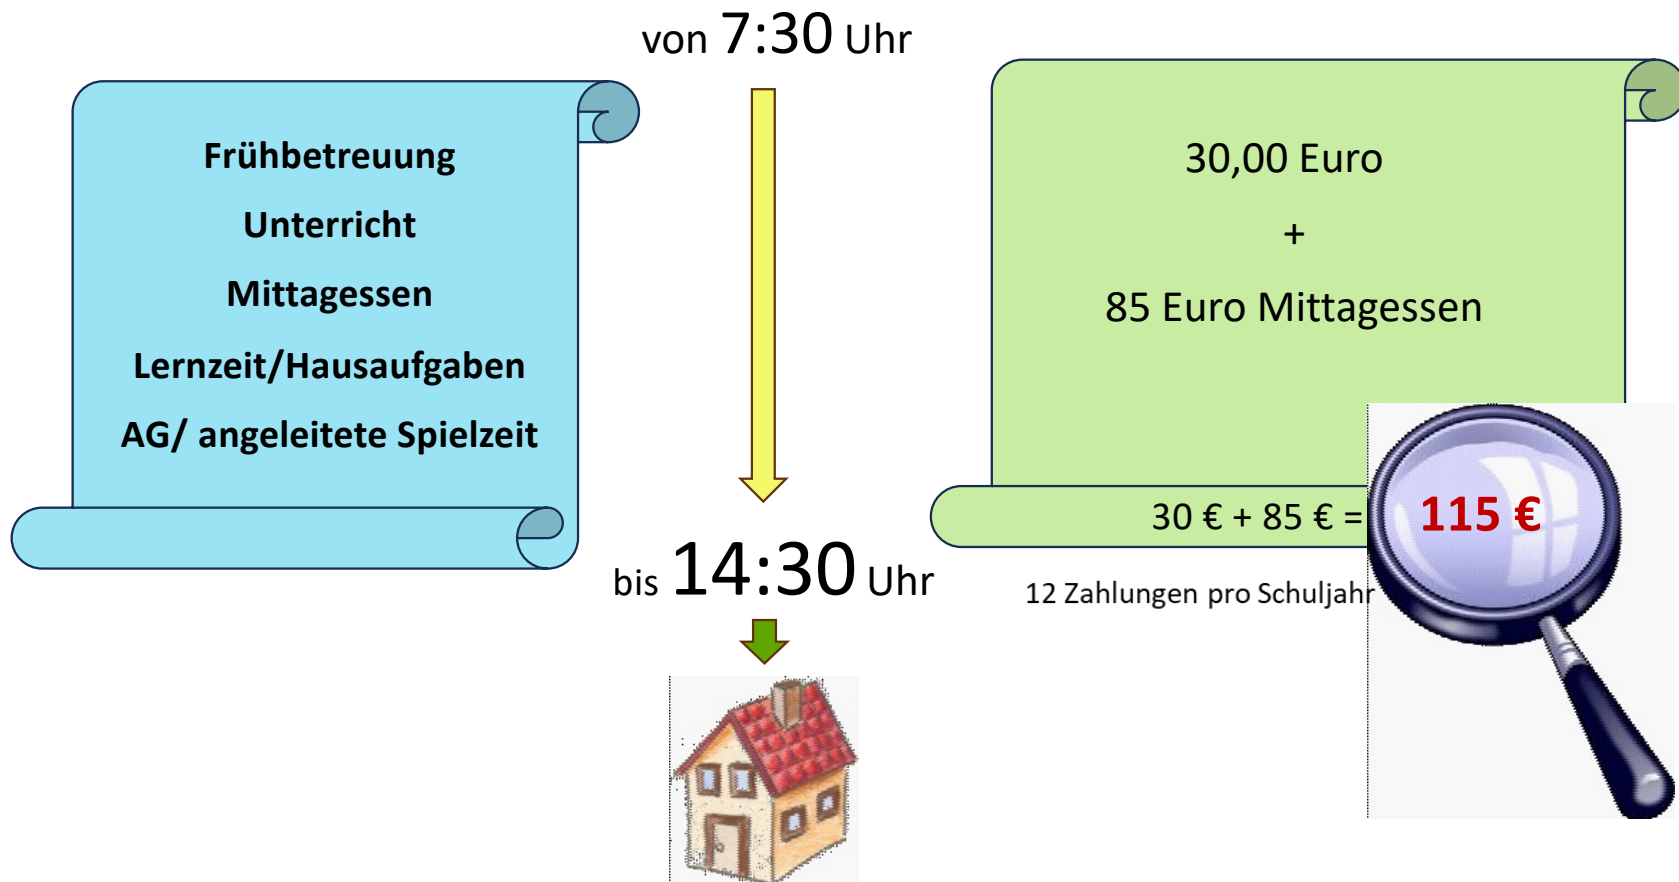 von 7:30 Uhr
Frühbetreuung
Unterricht
Mittagessen
Lernzeit/Hausaufgaben
AG/ angeleitete Spielzeit
30,00 Euro
+
85 Euro Mittagessen
30 € + 85 € = 115 €
bis 14:30 Uhr
12 Zahlungen pro Schuljahr